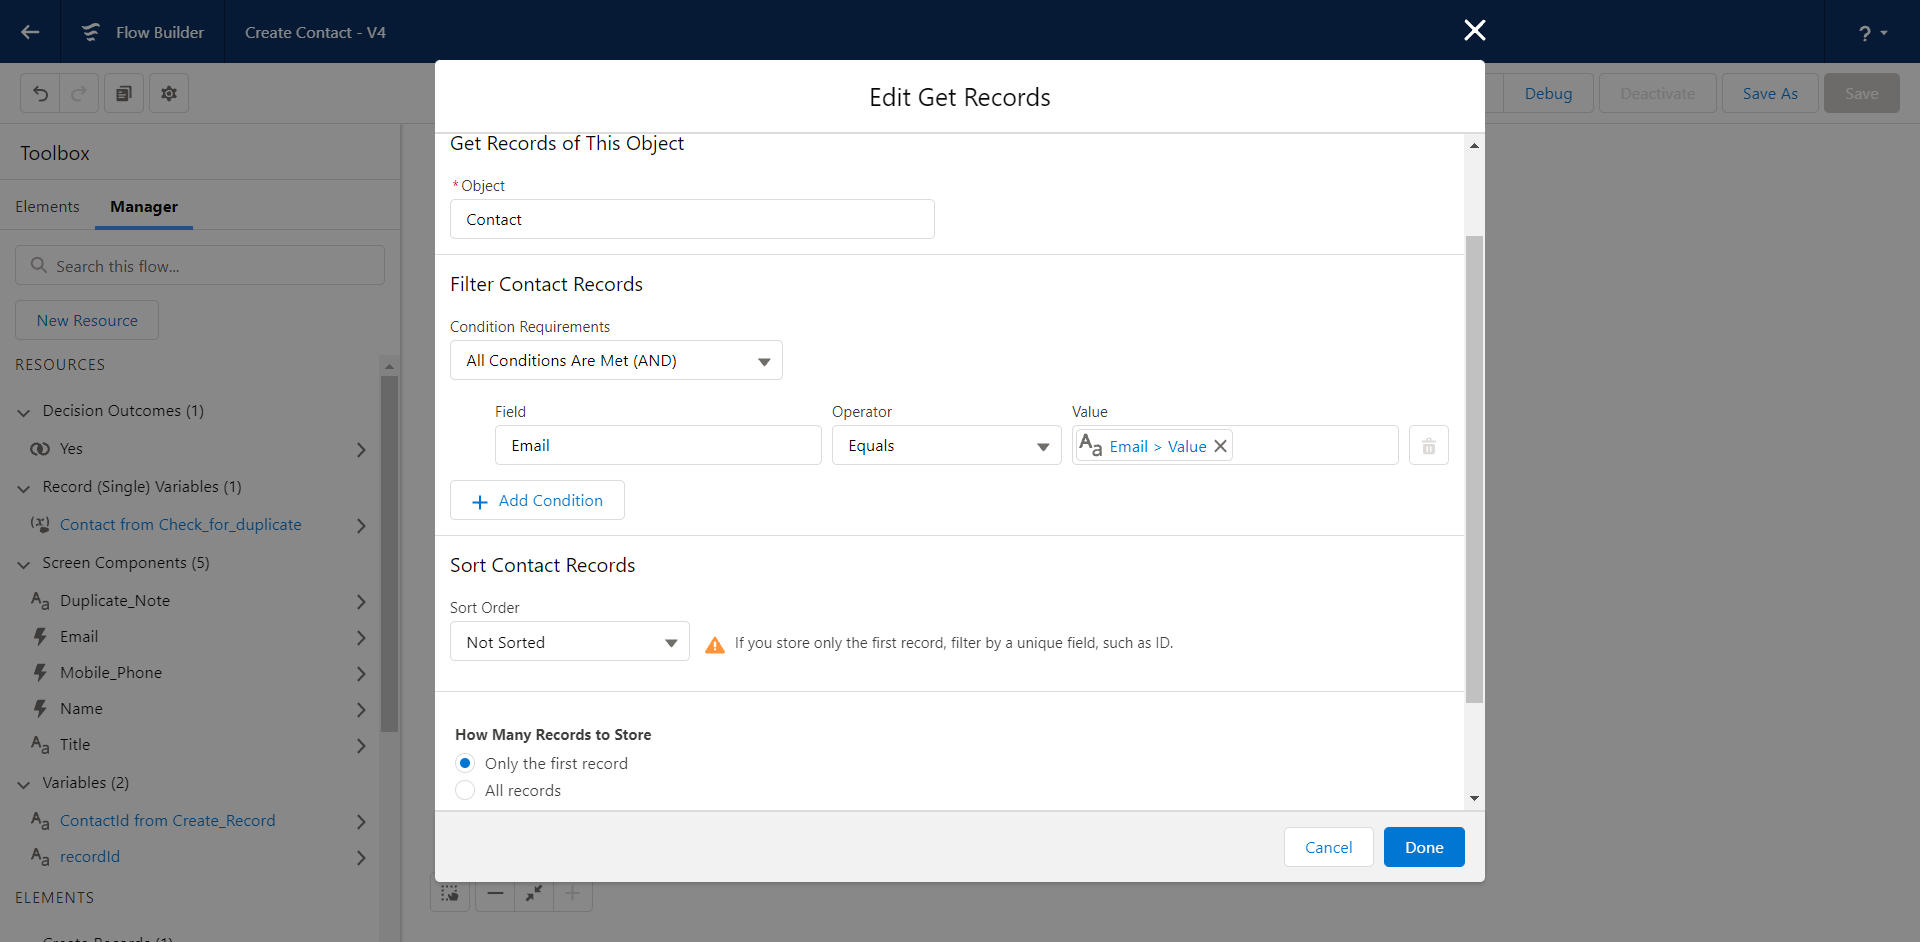 Flow Builder
Create Contact - V4
?
Debug
Deactivate
Save As
Save
Toolbox
Elements
Manager
Search this flow...
New Resource
RESOURCES
Decision Outcomes (1)
Yes
Record (Single) Variables (1)
Contact from Check_for_duplicate
Screen Components (5)
Aa Duplicate_Note
Email
Mobile_Phone
Name
Aa Title
Variables (2)
Aa ContactId from Create_Record
Aa recordId
ELEMENTS
Create Records (1)
Edit Get Records
Get Records of This Object
*Object
Contact
Filter Contact Records
Condition Requirements
All Conditions Are Met (AND)
Field Operator Value
Email Equals Aa Email > Value
+ Add Condition
Sort Contact Records
Sort Order
Not Sorted
If you store only the first record, filter by a unique field, such as ID.
How Many Records to Store
Only the first record
All records
Cancel
Done